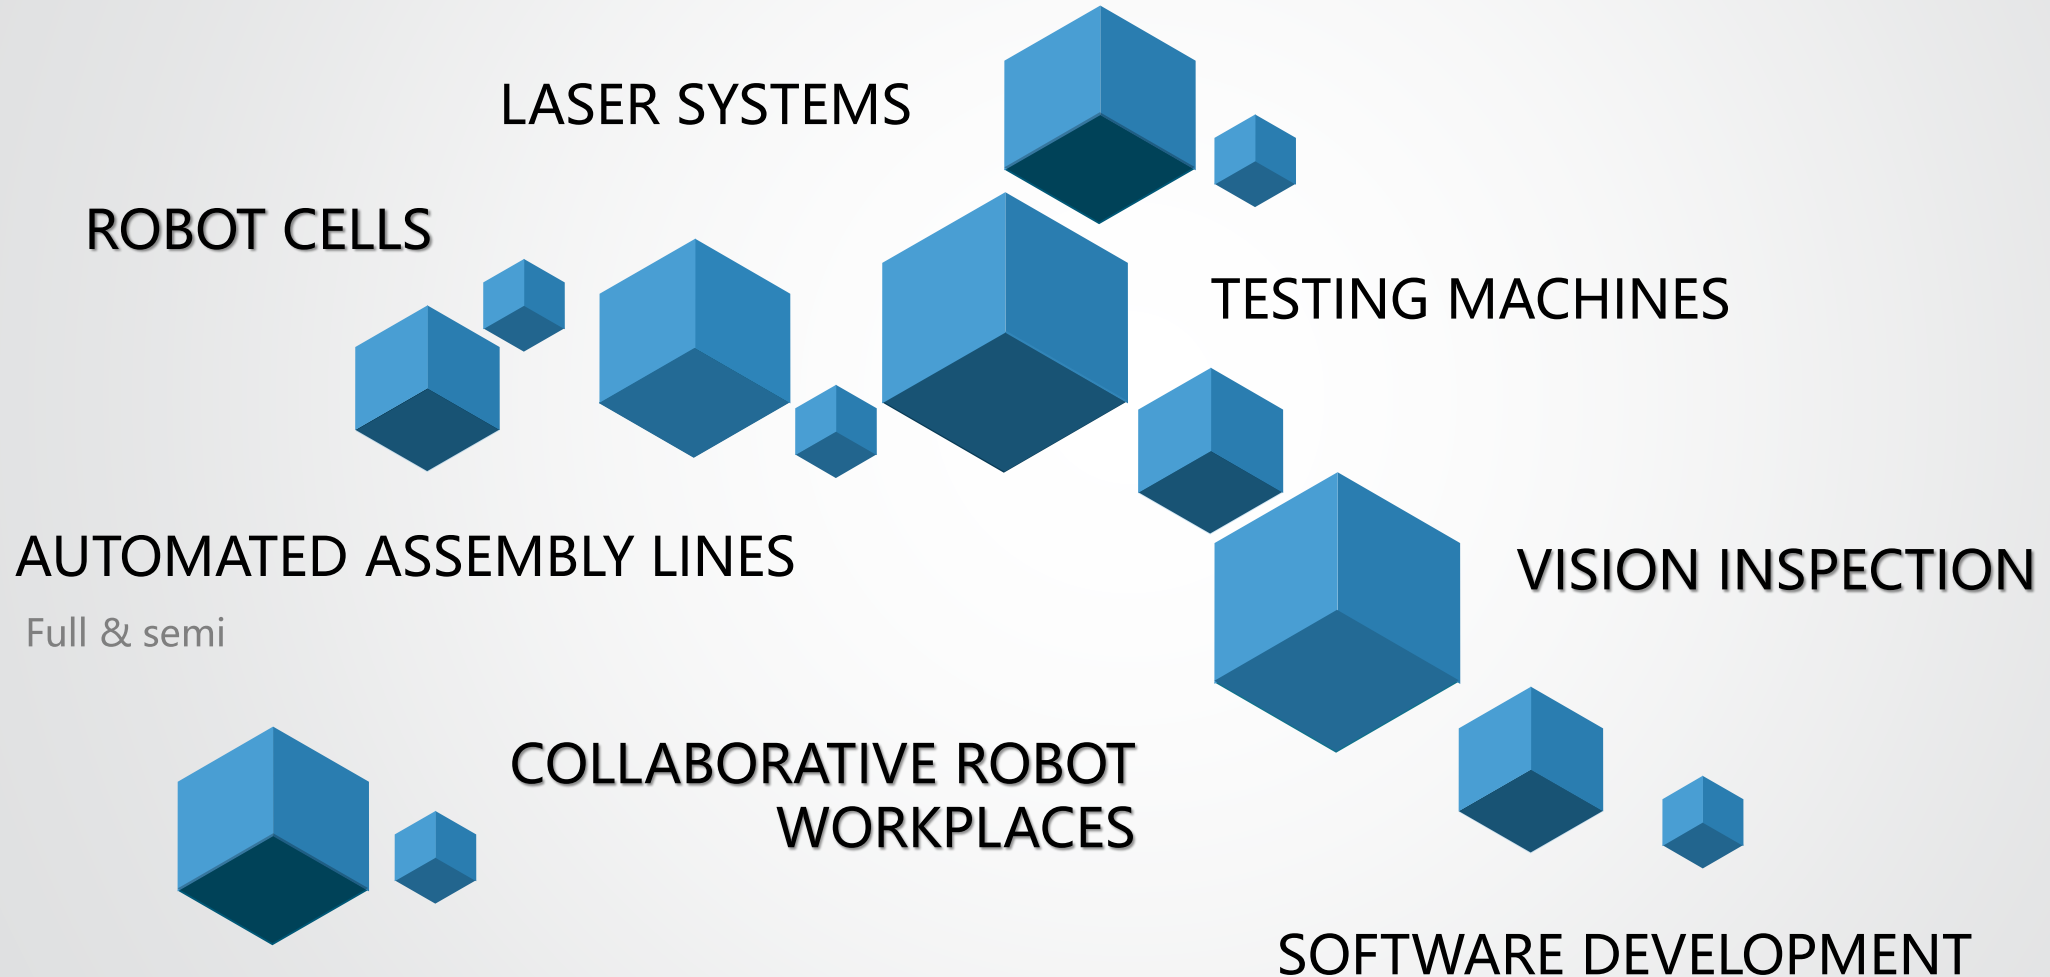 LASER SYSTEMS
ROBOT CELLS
TESTING MACHINES
AUTOMATED ASSEMBLY LINES
Full & semi
VISION INSPECTION
COLLABORATIVE ROBOT
WORKPLACES
SOFTWARE DEVELOPMENT